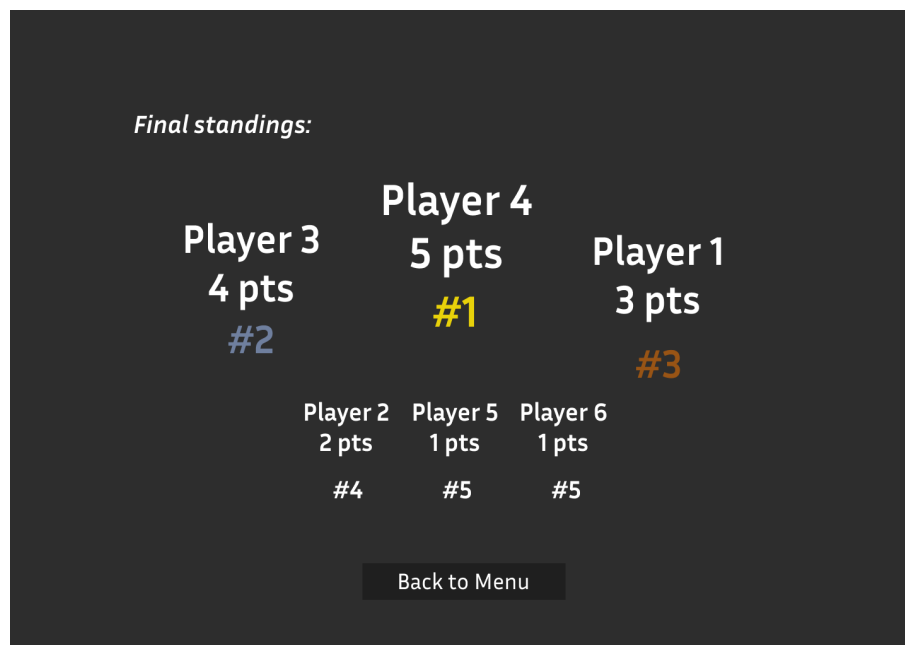 Final standings:
Player 4
5 pts
#1
Player 3
4 pts
#2
Player 1
3 pts
#3
Player 2
2 pts
#4
Player 5
1 pts
#5
Player 6
1 pts
#5
Back to Menu